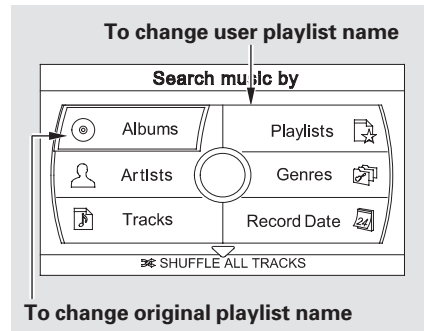 To change user playlist name
Search music by
Albums
Playlists
Artists
Genres
Tracks
Record Date
24
SHUFFLE ALL TRACKS
To change original playlist name